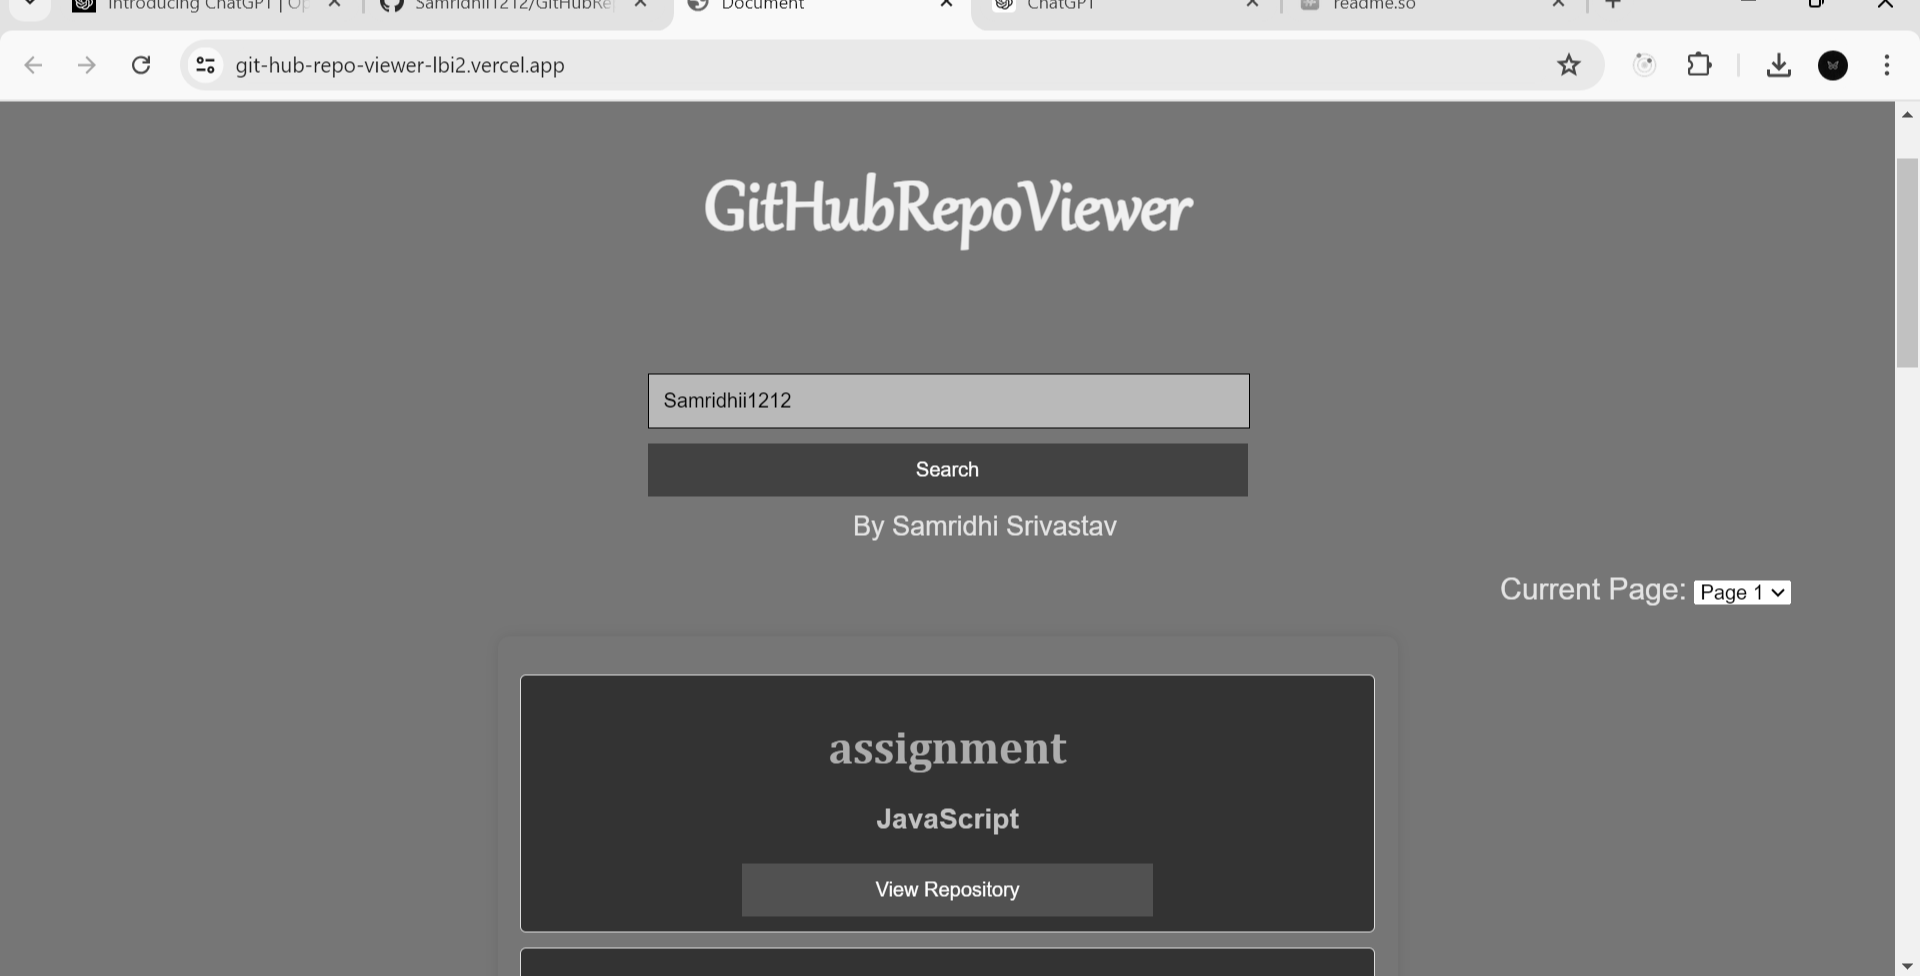 Introducing ChatGPT | Op
Samridhii1212/GitHubRe
Document
ChatGPT
readme.so
git-hub-repo-viewer-lbi2.vercel.app
GitHubRepoViewer
Samridhii1212
Search
By Samridhi Srivastav
Current Page: Page 1
assignment
JavaScript
View Repository